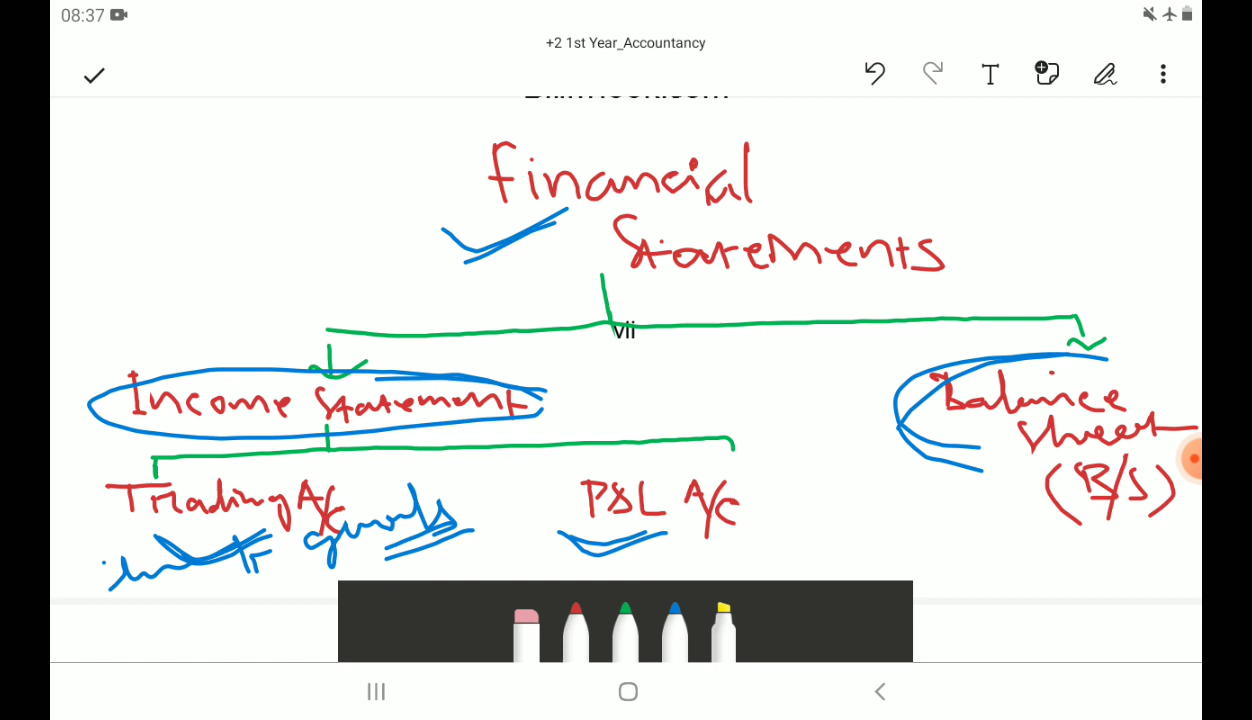 08:37
+2 1st Year_Accountancy
Financial
Statements
vii
Income Statement
Balance
Sheet
(B/S)
Trading A/c
P&L A/c
goods